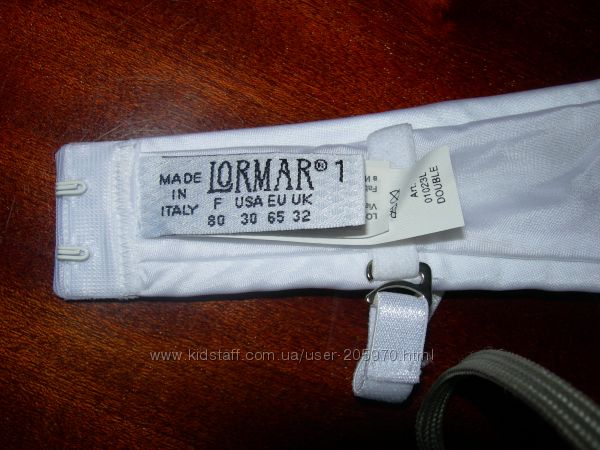 MADE
IN
ITALY
LORMAR® 1
F USA EU UK
80 30 65 32
Art.
01023L
DOUBLE
www.kidstaff.com.ua/user-205970.html